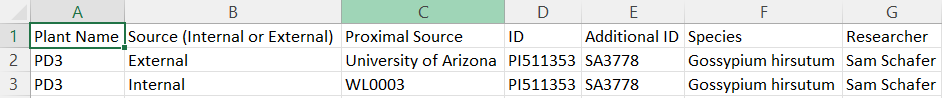 A B C D E F G
1 Plant Name Source (Internal or External) Proximal Source ID Additional ID Species Researcher
2 PD3 External University of Arizona PI511353 SA3778 Gossypium hirsutum Sam Schafer
3 PD3 Internal WL0003 PI511353 SA3778 Gossypium hirsutum Sam Schafer